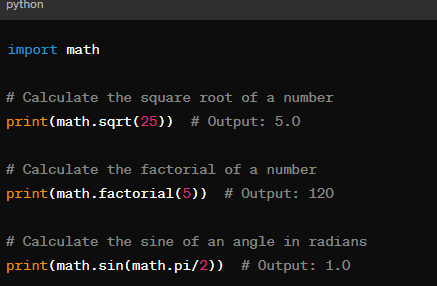 python
import math
# Calculate the square root of a number
print(math.sqrt(25))  # Output: 5.0
# Calculate the factorial of a number
print(math.factorial(5))  # Output: 120
# Calculate the sine of an angle in radians
print(math.sin(math.pi/2))  # Output: 1.0